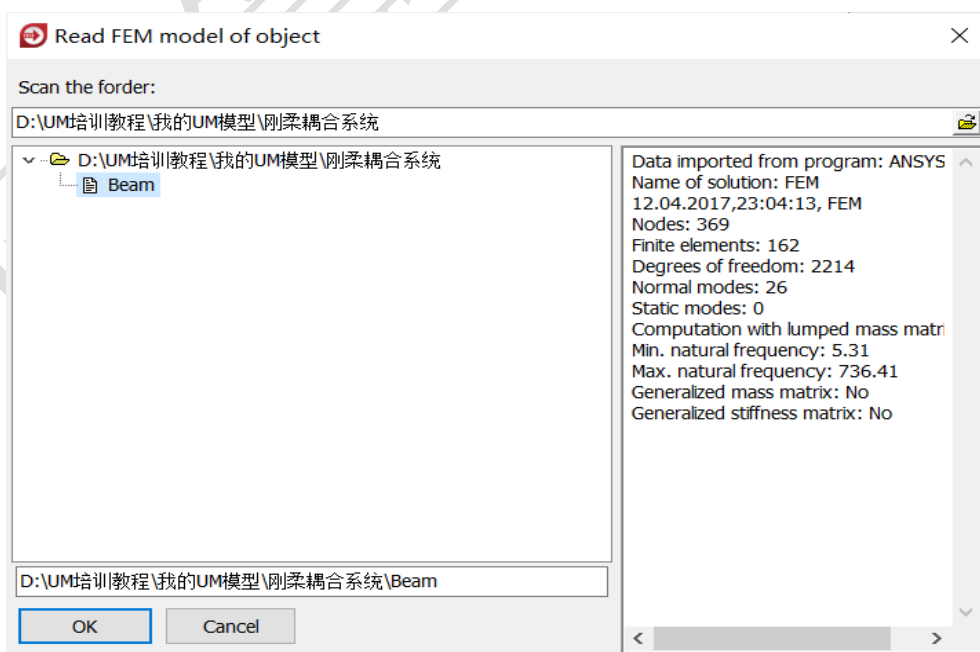 Read FEM model of object
Scan the forder:
D:\UM培训教程\我的UM模型\刚柔耦合系统
D:\UM培训教程\我的UM模型\刚柔耦合系统
Beam
Data imported from program: ANSYS
Name of solution: FEM
12.04.2017,23:04:13, FEM
Nodes: 369
Finite elements: 162
Degrees of freedom: 2214
Normal modes: 26
Static modes: 0
Computation with lumped mass matri
Min. natural frequency: 5.31
Max. natural frequency: 736.41
Generalized mass matrix: No
Generalized stiffness matrix: No
D:\UM培训教程\我的UM模型\刚柔耦合系统\Beam
OK
Cancel